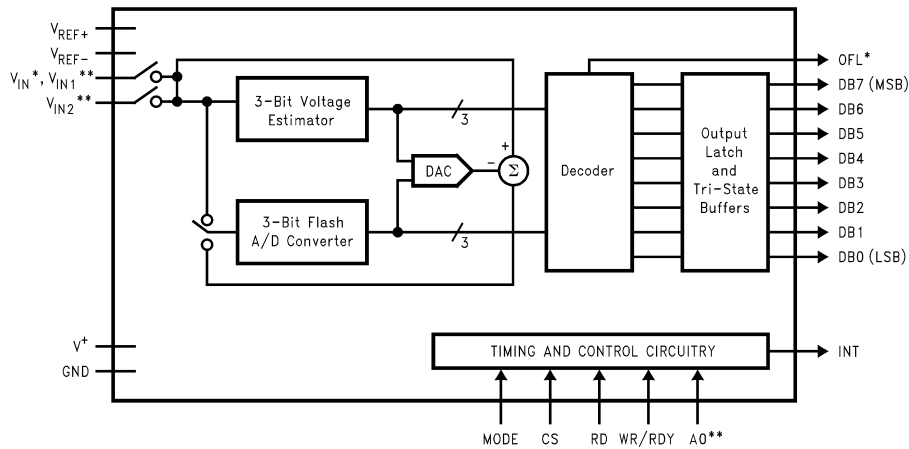 VREF+
VREF-
VIN*, VIN1**
VIN2**
3-Bit Voltage
Estimator
3
DAC
+
-
Σ
3-Bit Flash
A/D Converter
3
Decoder
Output
Latch
and
Tri-State
Buffers
OFL*
DB7 (MSB)
DB6
DB5
DB4
DB3
DB2
DB1
DB0 (LSB)
V+
GND
TIMING AND CONTROL CIRCUITRY
INT
MODE
CS
RD
WR/RDY
A0**